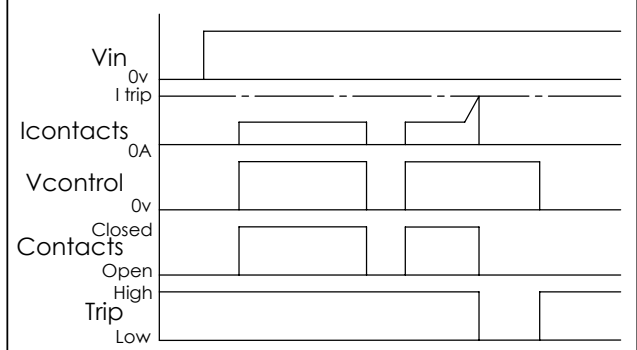 Vin
0v
I trip
Icontacts
0A
Vcontrol
0v
Closed
Contacts
Open
High
Trip
Low